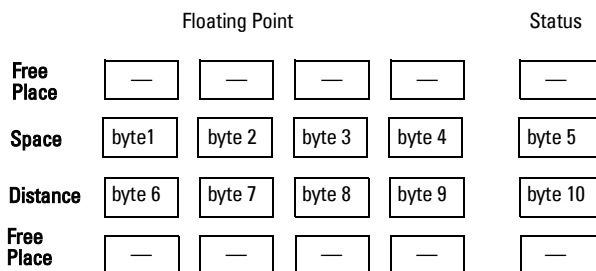 Floating Point Status
Free
Place — — — — —
Space byte1 byte 2 byte 3 byte 4 byte 5
Distance byte 6 byte 7 byte 8 byte 9 byte 10
Free
Place — — — — —